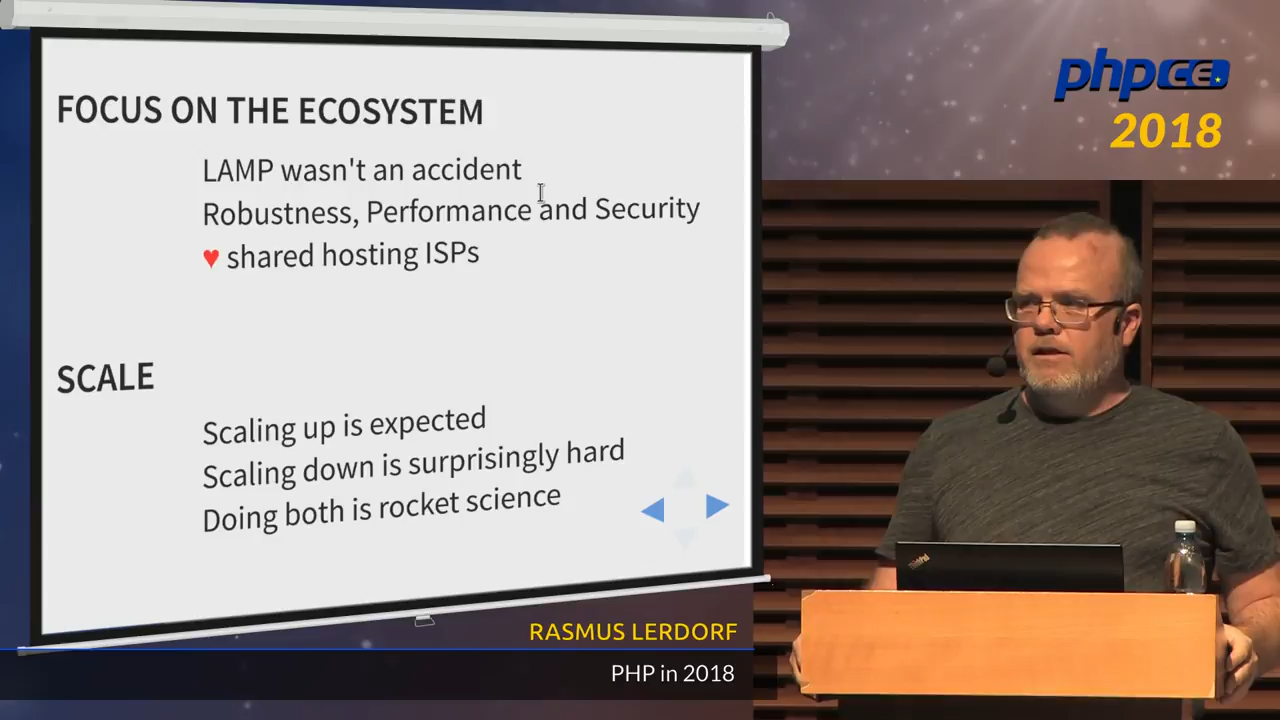 FOCUS ON THE ECOSYSTEM
LAMP wasn't an accident
Robustness, Performance and Security
♥ shared hosting ISPs
SCALE
Scaling up is expected
Scaling down is surprisingly hard
Doing both is rocket science
RASMUS LERDORF
PHP in 2018
phpCE
2018
ThinkPad